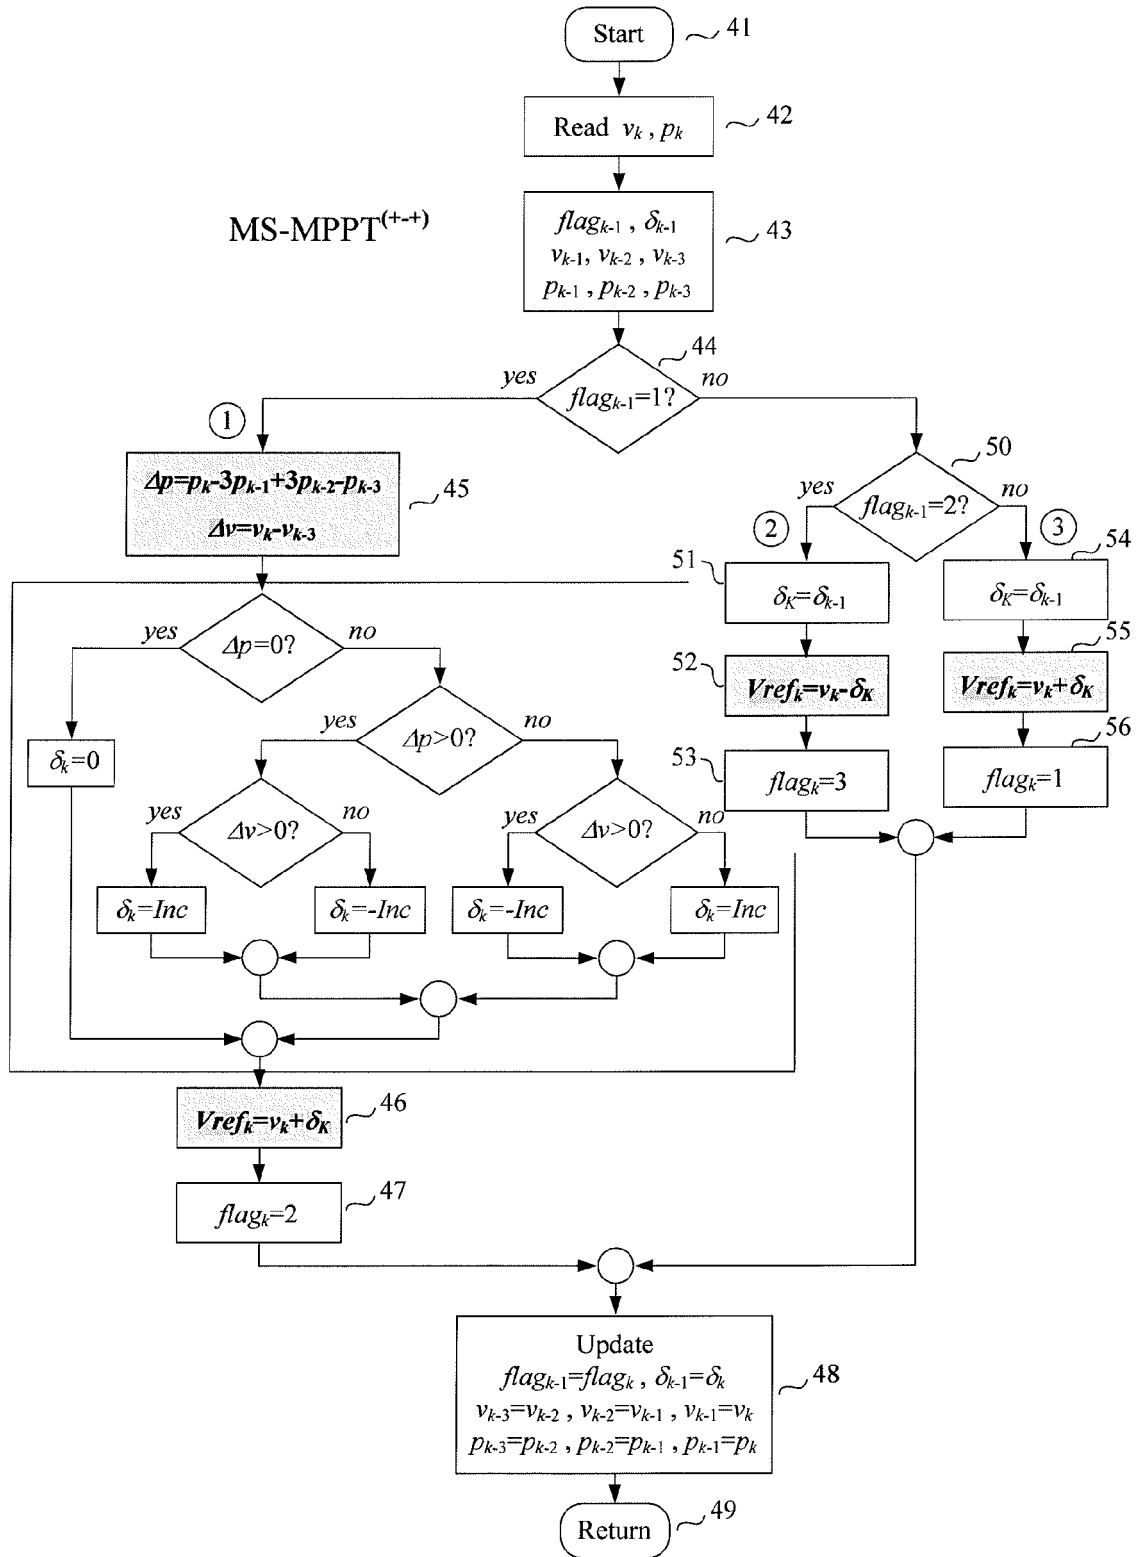 Start
41
Read v_k , p_k
42
MS-MPPT^(+-+)
flag_k-1 , δ_k-1
v_k-1, v_k-2 , v_k-3
p_k-1 , p_k-2 , p_k-3
43
44
yes
flag_k-1=1?
no
1
Δp=p_k-3p_k-1+3p_k-2-p_k-3
Δv=v_k-v_k-3
45
50
yes
flag_k-1=2?
no
2
3
51
δ_K=δ_k-1
54
δ_K=δ_k-1
yes
Δp=0?
no
52
Vref_k=v_k-δ_K
55
Vref_k=v_k+δ_K
yes
Δp>0?
no
δ_k=0
53
flag_k=3
56
flag_k=1
yes
Δv>0?
no
yes
Δv>0?
no
δ_k=Inc
δ_k=-Inc
δ_k=-Inc
δ_k=Inc
Vref_k=v_k+δ_K
46
flag_k=2
47
Update
flag_k-1=flag_k , δ_k-1=δ_k
v_k-3=v_k-2 , v_k-2=v_k-1 , v_k-1=v_k
p_k-3=p_k-2 , p_k-2=p_k-1 , p_k-1=p_k
48
Return
49